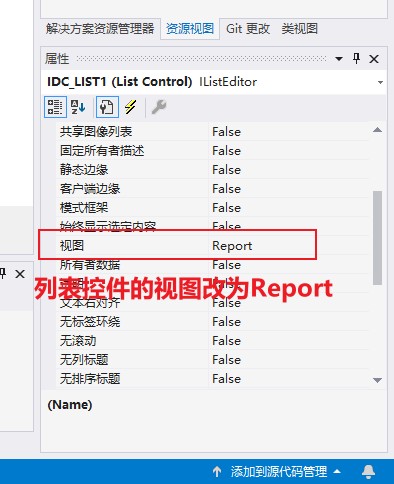 解决方案资源管理器 资源视图 Git 更改 类视图
属性
IDC_LIST1 (List Control) IListEditor
共享图像列表 False
固定所有者描述 False
静态边缘 False
客户端边缘 False
模式框架 False
始终显示选定内容 False
视图 Report
所有者数据 False
列表控件的视图改为Report
文本右对齐 False
无标签环绕 False
无滚动 False
无列标题 False
无排序标题 False
(Name)
添加到源代码管理